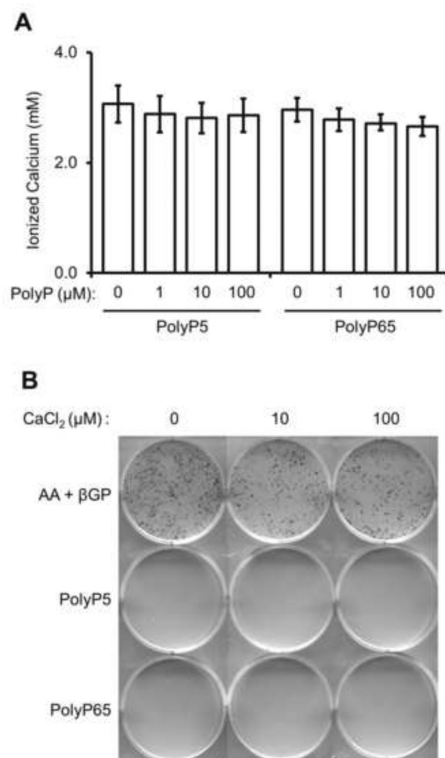 A
Ionized Calcium (mM)
4.0
2.0
0.0
PolyP (μM): 0 1 10 100 0 1 10 100
PolyP5 PolyP65
B
CaCl₂ (μM) : 0 10 100
AA + βGP
PolyP5
PolyP65